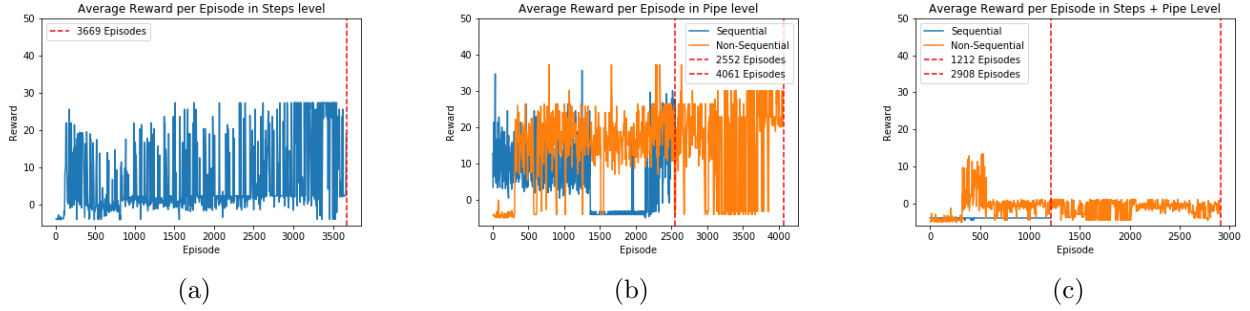 Average Reward per Episode in Steps level
50
40
30
20
10
0
Reward
3669 Episodes
0 500 1000 1500 2000 2500 3000 3500
Episode
(a)
Average Reward per Episode in Pipe level
50
40
30
20
10
0
Reward
Sequential
Non-Sequential
2552 Episodes
4061 Episodes
0 500 1000 1500 2000 2500 3000 3500 4000
Episode
(b)
Average Reward per Episode in Steps + Pipe Level
50
40
30
20
10
0
Reward
Sequential
Non-Sequential
1212 Episodes
2908 Episodes
0 500 1000 1500 2000 2500 3000
Episode
(c)